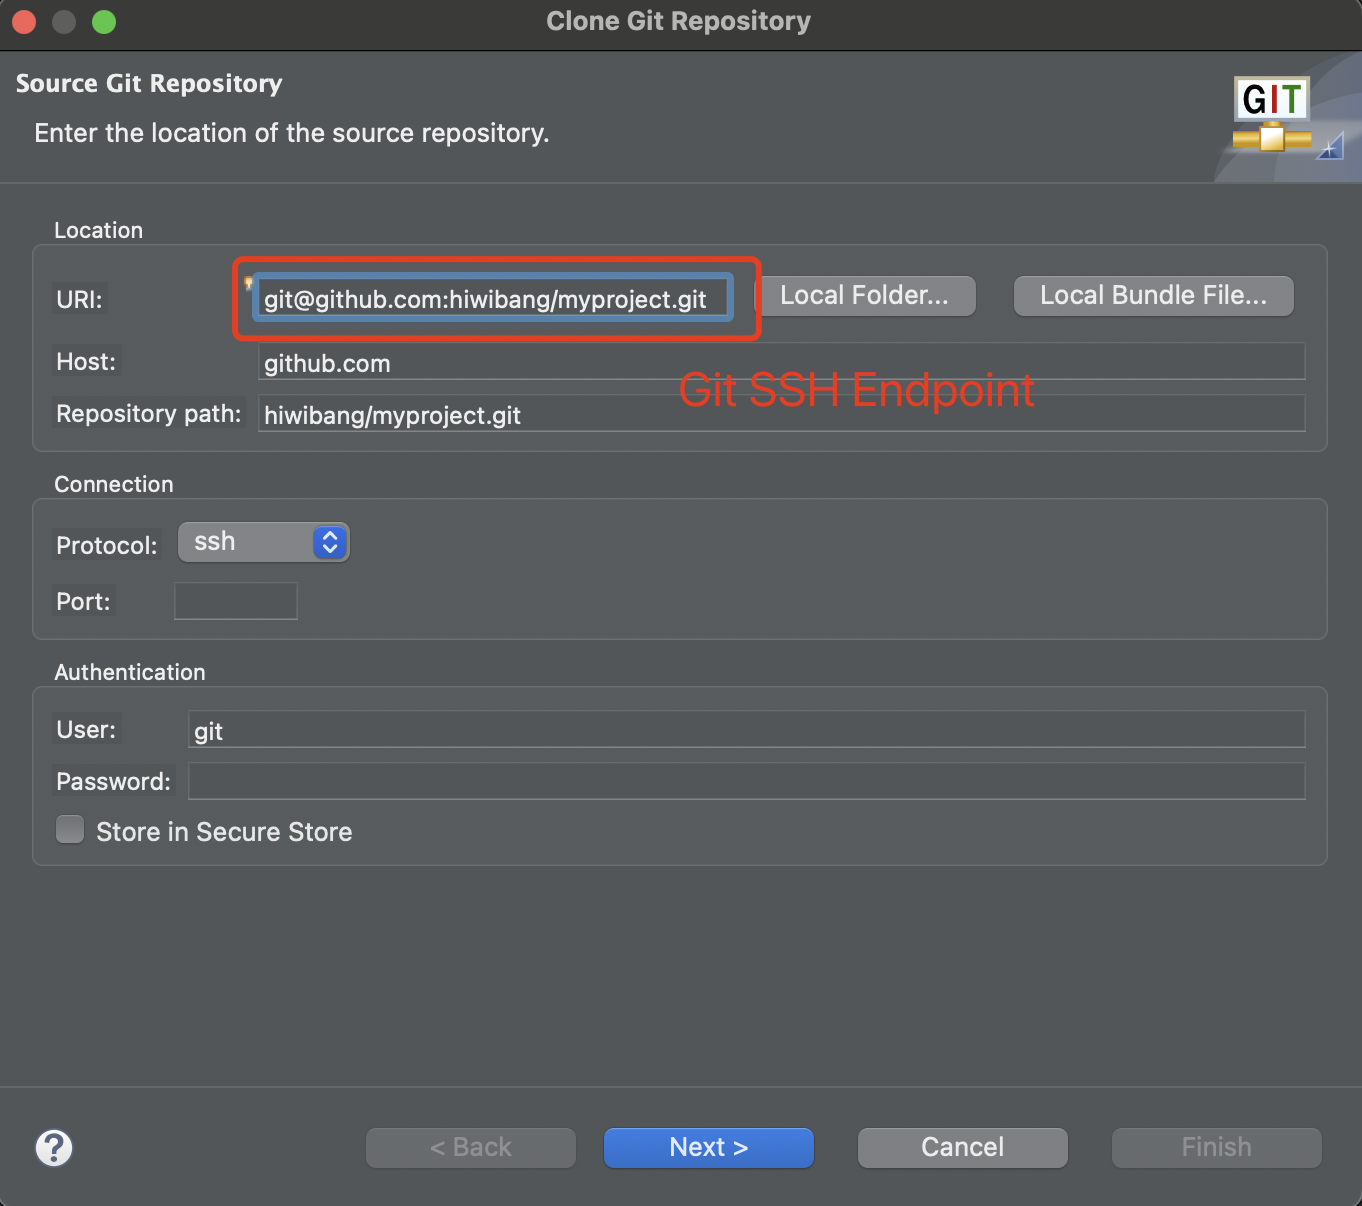 Clone Git Repository
Source Git Repository
Enter the location of the source repository.
GIT
Location
URI: git@github.com:hiwibang/myproject.git Local Folder... Local Bundle File...
Host: github.com
Git SSH Endpoint
Repository path: hiwibang/myproject.git
Connection
Protocol: ssh
Port:
Authentication
User: git
Password:
Store in Secure Store
? < Back Next > Cancel Finish